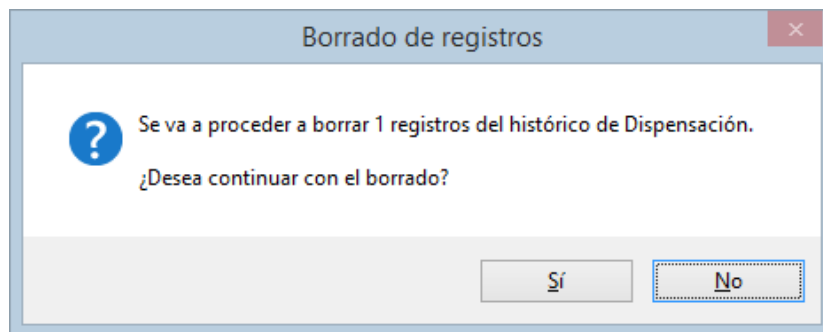 Borrado de registros
Se va a proceder a borrar 1 registros del histórico de Dispensación.
¿Desea continuar con el borrado?
Sí
No